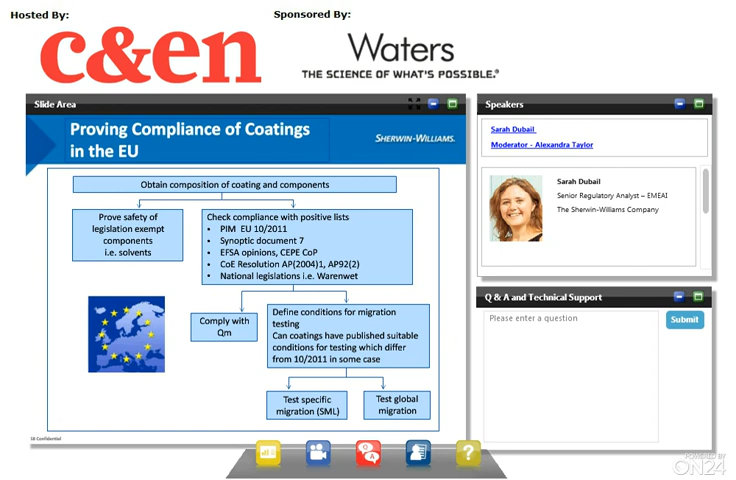 Hosted By:
Sponsored By:
c&en
Waters
THE SCIENCE OF WHAT'S POSSIBLE.®
Slide Area
Proving Compliance of Coatings
in the EU
SHERWIN-WILLIAMS.
Obtain composition of coating and components
Prove safety of
legislation exempt
components
i.e. solvents
Check compliance with positive lists
• PIM EU 10/2011
• Synoptic document 7
• EFSA opinions, CEPE CoP
• CoE Resolution AP(2004)1, AP92(2)
• National legislations i.e. Warenwet
Comply with
Qm
Define conditions for migration
testing
Can coatings have published suitable
conditions for testing which differ
from 10/2011 in some case
Test specific
migration (SML)
Test global
migration
18 Confidential
Speakers
Sarah Dubail
Moderator - Alexandra Taylor
Sarah Dubail
Senior Regulatory Analyst – EMEAI
The Sherwin-Williams Company
Q & A and Technical Support
Please enter a question
Submit
Q
A
?
POWERED BY
ON24